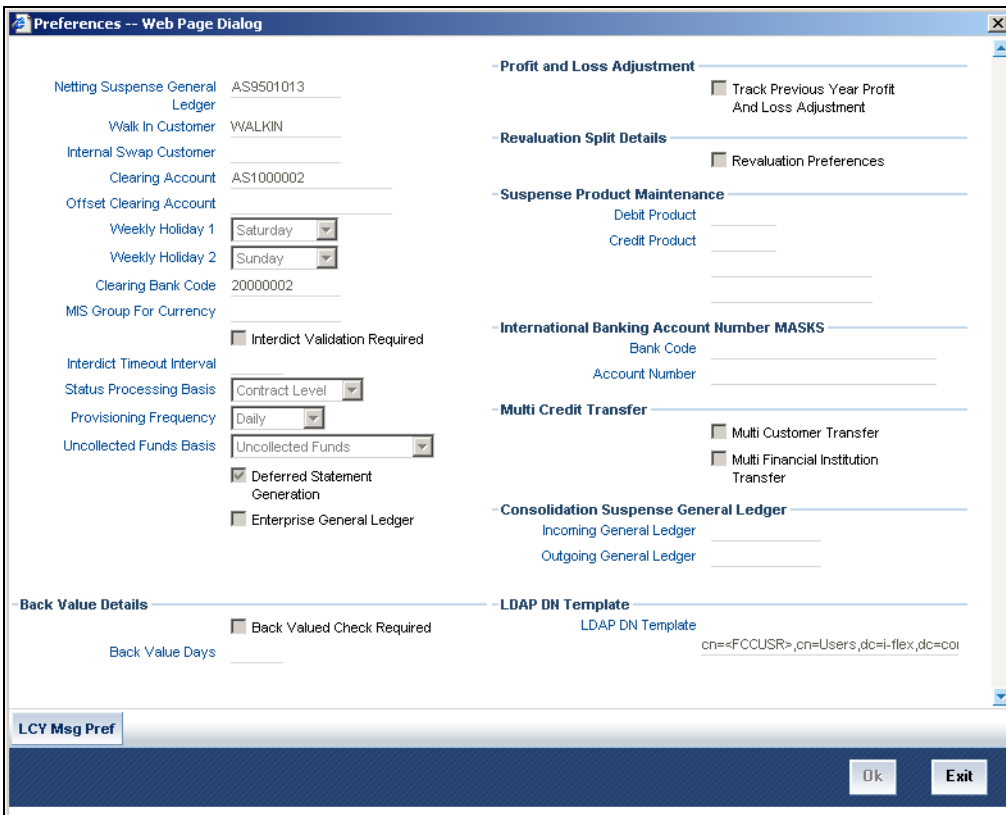 Preferences -- Web Page Dialog
Netting Suspense General Ledger AS9501013
Walk In Customer WALKIN
Internal Swap Customer
Clearing Account AS1000002
Offset Clearing Account
Weekly Holiday 1 Saturday
Weekly Holiday 2 Sunday
Clearing Bank Code 20000002
MIS Group For Currency
Interdict Validation Required
Interdict Timeout Interval
Status Processing Basis Contract Level
Provisioning Frequency Daily
Uncollected Funds Basis Uncollected Funds
Deferred Statement
Generation
Enterprise General Ledger
Back Value Details
Back Valued Check Required
Back Value Days
Profit and Loss Adjustment
Track Previous Year Profit
And Loss Adjustment
Revaluation Split Details
Revaluation Preferences
Suspense Product Maintenance
Debit Product
Credit Product
International Banking Account Number MASKS
Bank Code
Account Number
Multi Credit Transfer
Multi Customer Transfer
Multi Financial Institution
Transfer
Consolidation Suspense General Ledger
Incoming General Ledger
Outgoing General Ledger
LDAP DN Template
LDAP DN Template
cn=<FCCUSR>,cn=Users,dc=i-flex,dc=coi
LCY Msg Pref
Ok
Exit